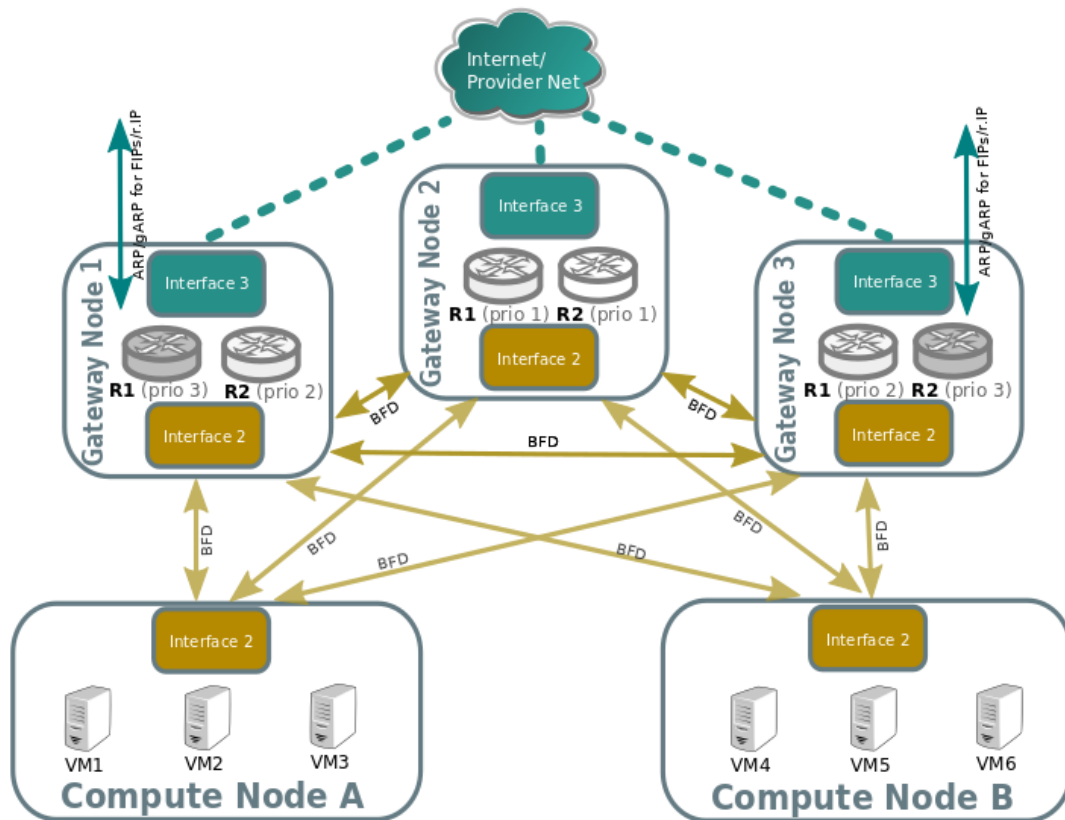 Internet/
Provider Net
ARP/gARP for FIPs/r.IP
Gateway Node 1
Interface 3
R1 (prio 3) R2 (prio 2)
Interface 2
Gateway Node 2
Interface 3
R1 (prio 1) R2 (prio 1)
Interface 2
ARP/gARP for FIPs/r.IP
Gateway Node 3
Interface 3
R1 (prio 2) R2 (prio 3)
Interface 2
BFD
BFD
BFD
BFD
BFD
BFD
BFD
BFD
BFD
Interface 2
VM1 VM2 VM3
Compute Node A
Interface 2
VM4 VM5 VM6
Compute Node B